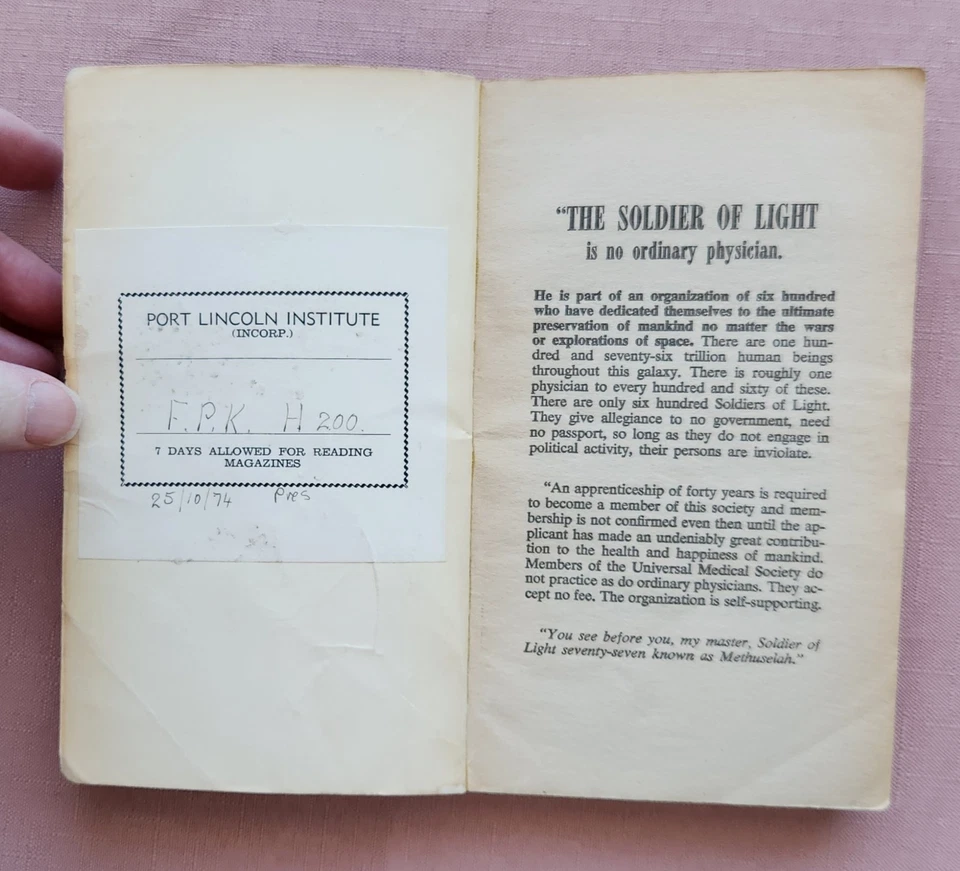 PORT LINCOLN INSTITUTE
(INCORP.)
F.P.K. H 200.
7 DAYS ALLOWED FOR READING
MAGAZINES
25/10/74 Pres
"THE SOLDIER OF LIGHT
is no ordinary physician.
He is part of an organization of six hundred
who have dedicated themselves to the ultimate
preservation of mankind no matter the wars
or explorations of space. There are one hun-
dred and seventy-six trillion human beings
throughout this galaxy. There is roughly one
physician to every hundred and sixty of these.
There are only six hundred Soldiers of Light.
They give allegiance to no government, need
no passport, so long as they do not engage in
political activity, their persons are inviolate.
"An apprenticeship of forty years is required
to become a member of this society and mem-
bership is not confirmed even then until the ap-
plicant has made an undeniably great contribu-
tion to the health and happiness of mankind.
Members of the Universal Medical Society do
not practice as do ordinary physicians. They ac-
cept no fee. The organization is self-supporting.
"You see before you, my master, Soldier of
Light seventy-seven known as Methuselah."